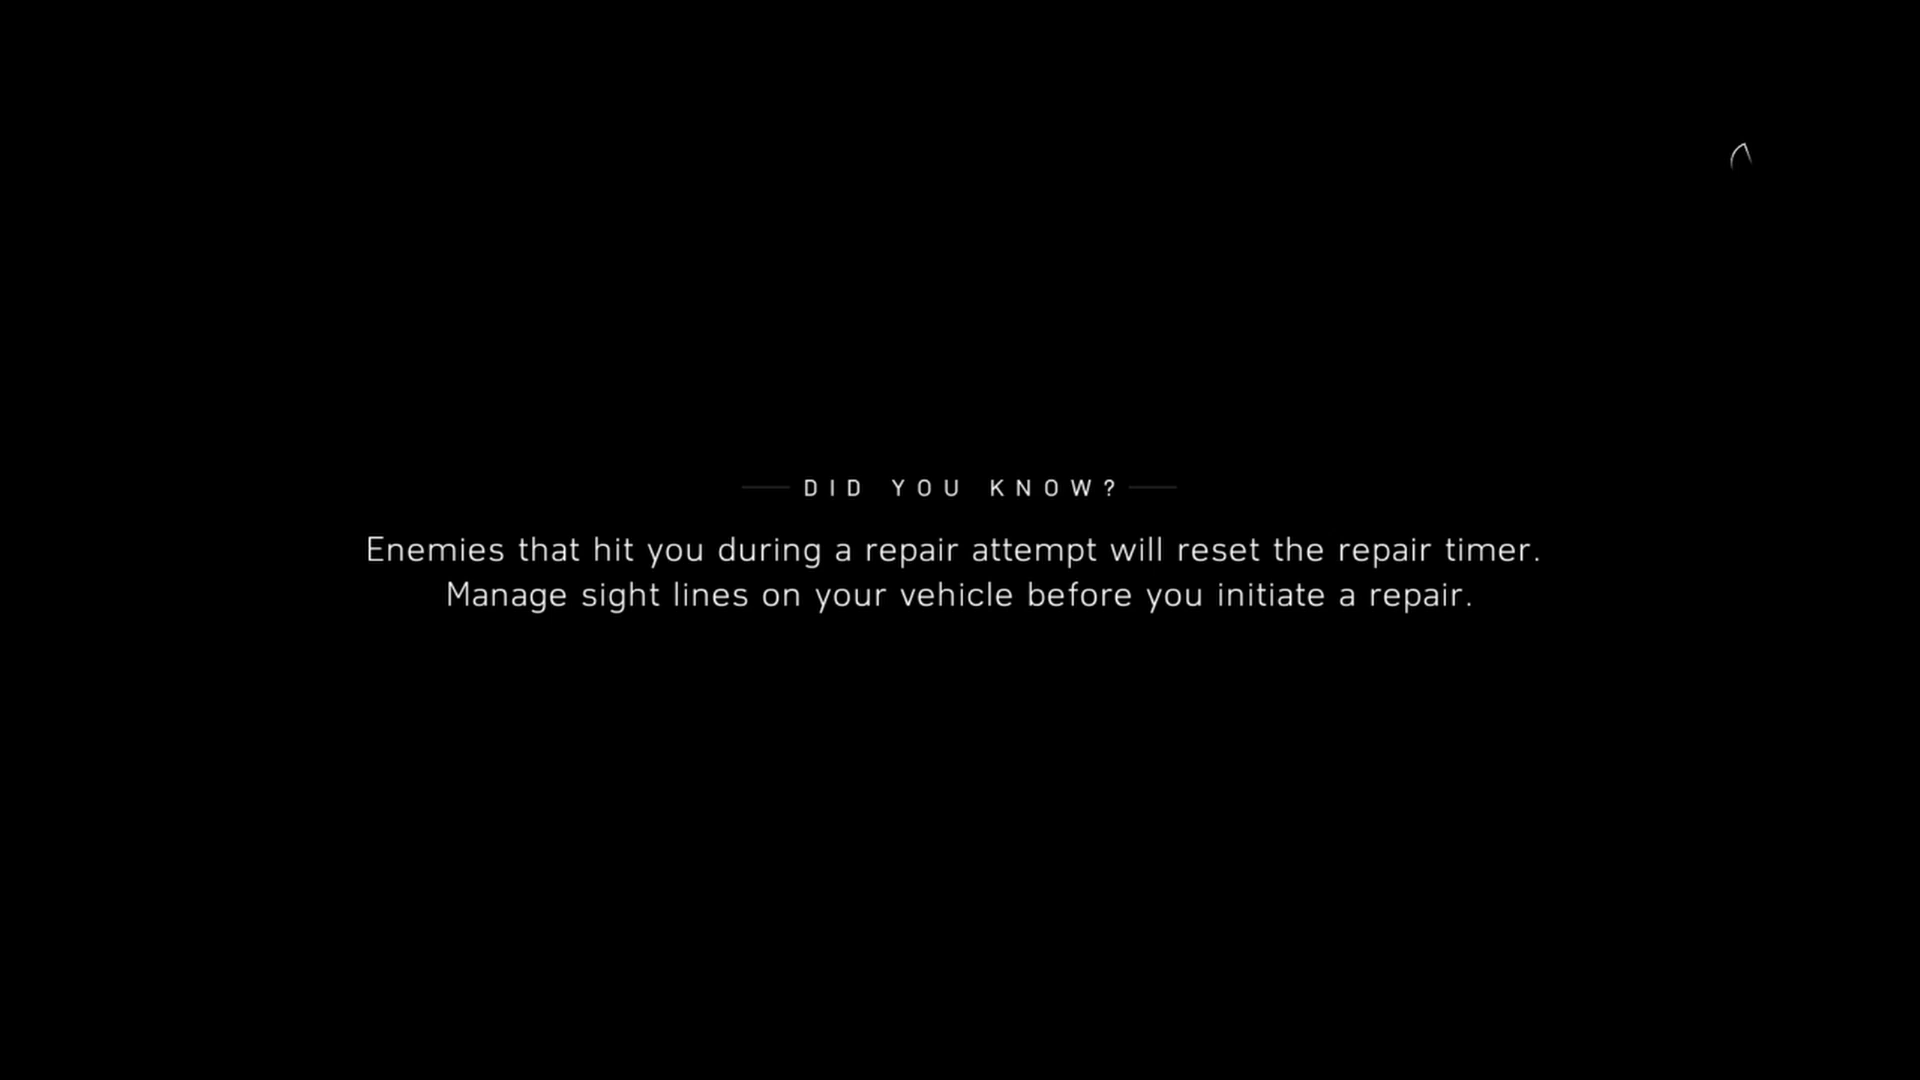 DID YOU KNOW?
Enemies that hit you during a repair attempt will reset the repair timer.
Manage sight lines on your vehicle before you initiate a repair.